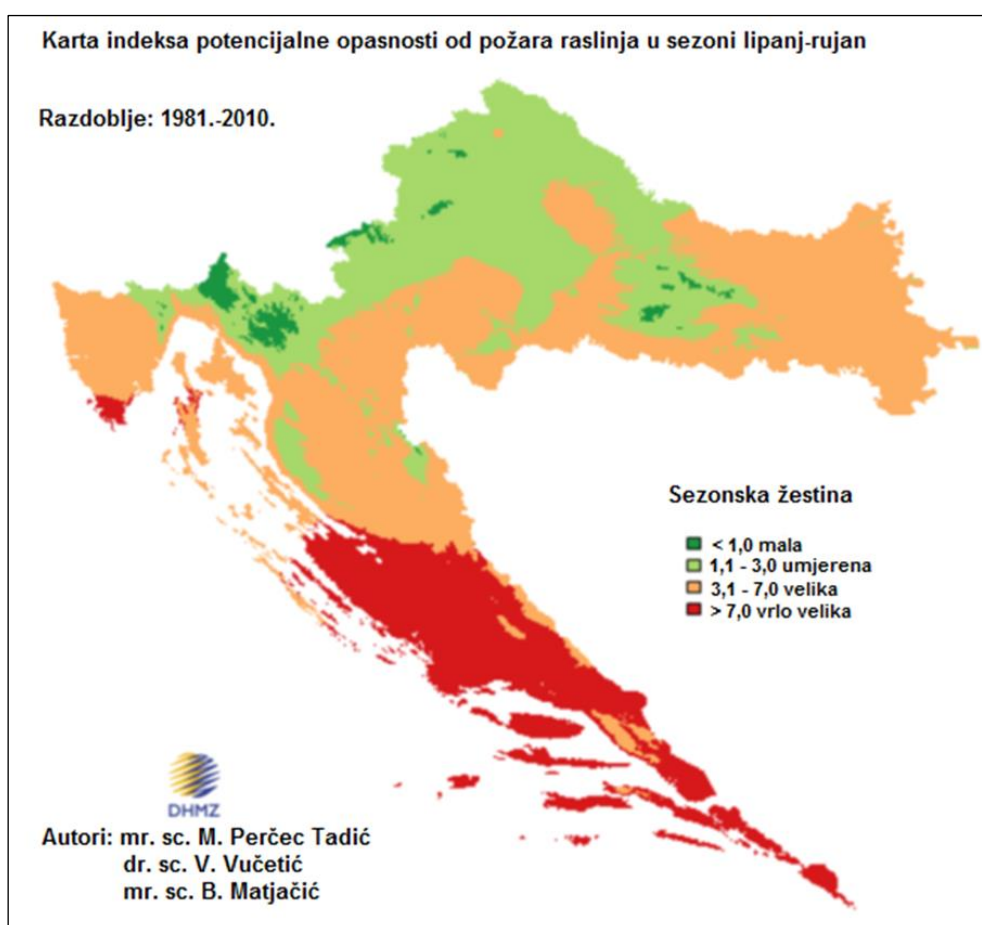 Karta indeksa potencijalne opasnosti od požara raslinja u sezoni lipanj-rujan
Razdoblje: 1981.-2010.
Sezonska žestina
< 1,0 mala
1,1 - 3,0 umjerena
3,1 - 7,0 velika
> 7,0 vrlo velika
DHMZ
Autori: mr. sc. M. Perčec Tadić
dr. sc. V. Vučetić
mr. sc. B. Matjačić